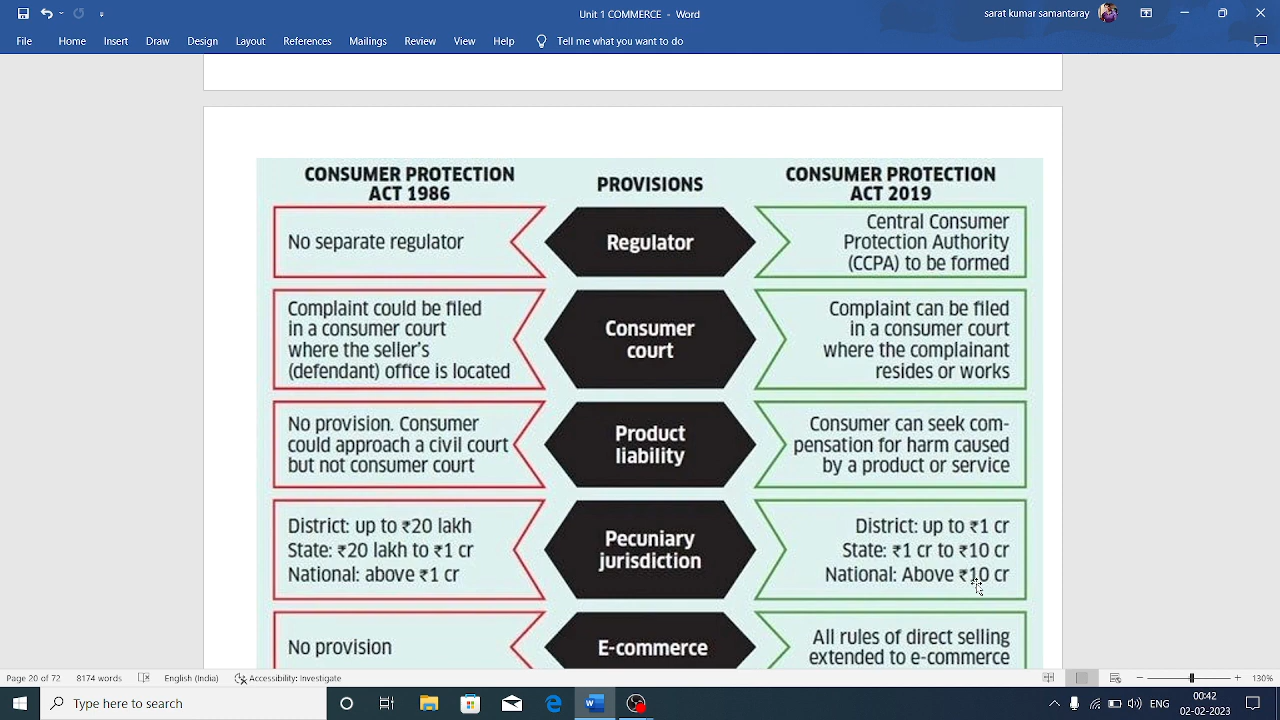 Unit Commerse - Word
sarat kumar sarangy
File Home Insert Draw Design Layout References Mailings Review View Help Tell me what you want to do
CONSUMER PROTECTION
ACT 1986
PROVISIONS
CONSUMER PROTECTION
ACT 2019
No separate regulator
Regulator
Central Consumer
Protection Authority
(CCPA) to be formed
Complaint could be filed
in a consumer court
where the seller's
(defendant) office is located
Consumer
court
Complaint can be filed
in a consumer court
where the complainant
resides or works
No provision. Consumer
could approach a civil court
but not consumer court
Product
liability
Consumer can seek com-
pensation for harm caused
by a product or service
District: up to ₹20 lakh
State: ₹20 lakh to ₹1 cr
National: above ₹1 cr
Pecuniary
jurisdiction
District: up to ₹1 cr
State: ₹1 cr to ₹10 cr
National: Above ₹10 cr
No provision
E-commerce
All rules of direct selling
extended to e-commerce
Page 20 of 72 8174 words English (India) Accessibility: Investigate 130%
Type here to search
00:42
02-02-2023